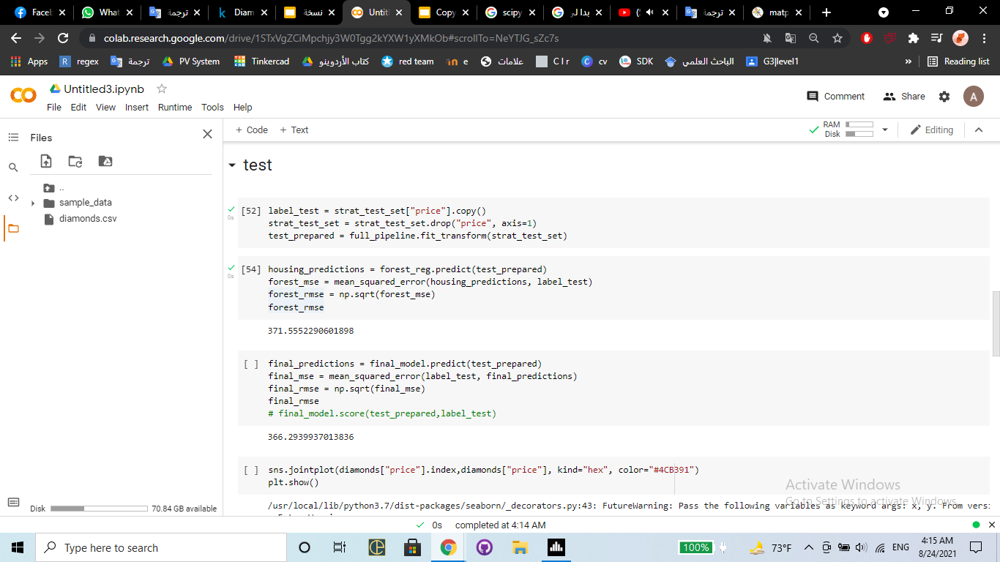 Faceb
What
ترجمة
Diam
نسخة
Untitl
Copy
scipy
بدا لر
(5
ترجمة
matp
colab.research.google.com/drive/1STxVgZCiMpchjy3W0Tgg2kYXW1yXMkOb#scrollTo=NeYTJG_sZc7s
Apps
regex
ترجمة
PV System
Tinkercad
كتاب الأردوينو
red team
e
علامات
C l r
cv
SDK
الباحث العلمي
G3|level1
»
Reading list
Untitled3.ipynb
File Edit View Insert Runtime Tools Help
Comment
Share
A
Files
+ Code + Text
RAM
Disk
Editing
..
sample_data
diamonds.csv
test
[52] label_test = strat_test_set["price"].copy()
0s
strat_test_set = strat_test_set.drop("price", axis=1)
test_prepared = full_pipeline.fit_transform(strat_test_set)
[54] housing_predictions = forest_reg.predict(test_prepared)
0s
forest_mse = mean_squared_error(housing_predictions, label_test)
forest_rmse = np.sqrt(forest_mse)
forest_rmse
371.5552290601898
[ ] final_predictions = final_model.predict(test_prepared)
final_mse = mean_squared_error(label_test, final_predictions)
final_rmse = np.sqrt(final_mse)
final_rmse
# final_model.score(test_prepared,label_test)
366.2939937013836
[ ] sns.jointplot(diamonds["price"].index,diamonds["price"], kind="hex", color="#4CB391")
plt.show()
/usr/local/lib/python3.7/dist-packages/seaborn/_decorators.py:43: FutureWarning: Pass the following variables as keyword args: x, y. From versi
Activate Windows
Go to Settings to activate Windows.
Disk
70.84 GB available
0s completed at 4:14 AM
Type here to search
100%
73°F
ENG
4:15 AM
8/24/2021